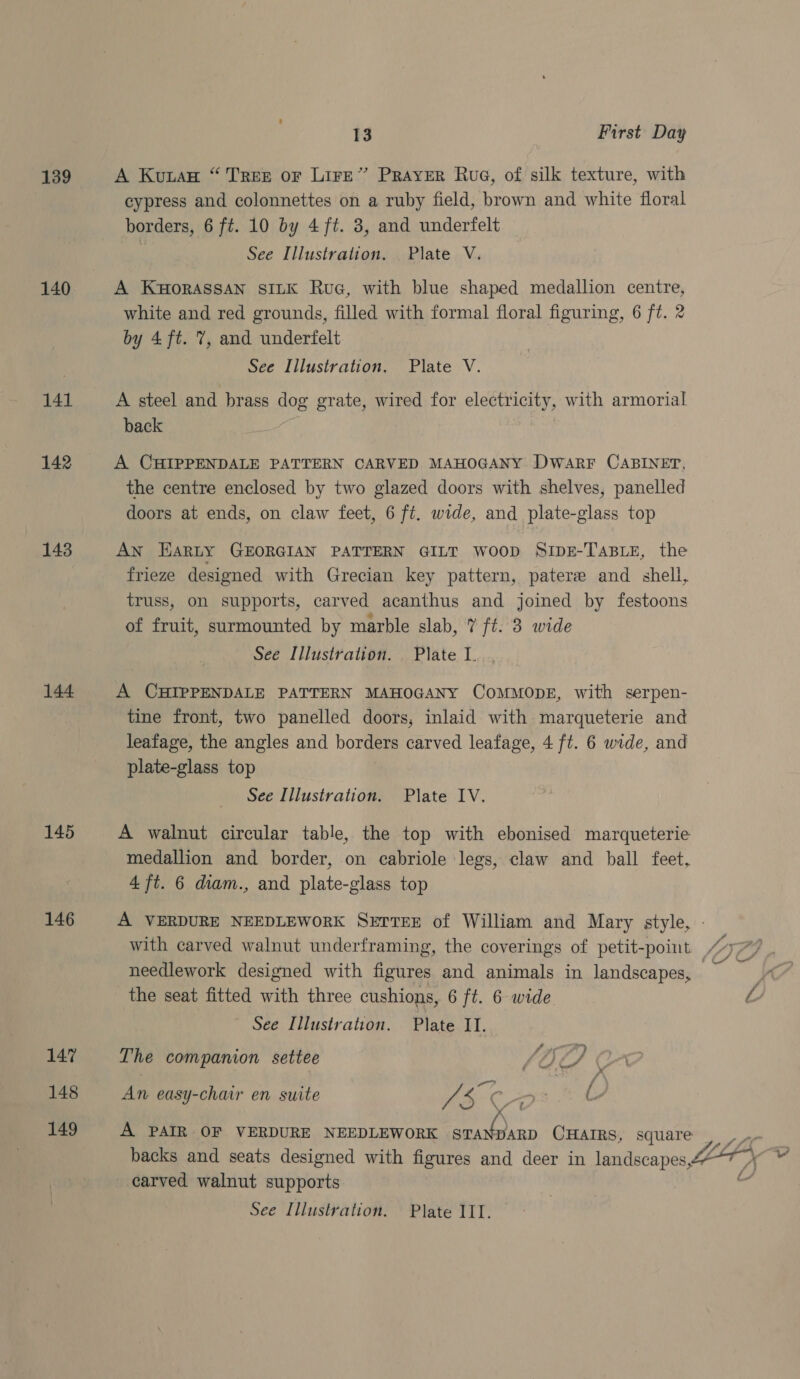 13 First Day
139 A KULAH “TREE OF LIFE” PRAYER RUG, of silk texture, with
cypress and colonnettes on a ruby field, brown and white floral
borders, 6 ft. 10 by 4 ft. 3, and underfelt
See Illustration. Plate V.
140 A KHORASSAN SILK RUG, with blue shaped medallion centre,
white and red grounds, filled with formal floral figuring, 6 ft. 2
by 4 ft. 7, and underfelt
See Illustration. Plate V.
141 A steel and brass dog grate, wired for electricity, with armorial
back
142 A CHIPPENDALE PATTERN CARVED MAHOGANY DWARF CABINET,
the centre enclosed by two glazed doors with shelves, panelled
doors at ends, on claw feet, 6 ft. wide, and plate-glass top
143 AN EARLY GEORGIAN PATTERN GILT WOOD SIDE-TABLE, the
frieze designed with Grecian key pattern, pateræ and shell,
truss, on supports, carved acanthus and joined by festoons
of fruit, surmounted by marble slab, 7 ft. 3 wide
See Illustration. Plate I.
144 A CHIPPENDALE PATTERN MAHOGANY COMMODE, with serpen-
tine front, two panelled doors, inlaid with marqueterie and
leafage, the angles and borders carved leafage, 4 ft. 6 wide, and
plate-glass top
See Illustration. Plate IV.
145 A walnut circular table, the top with ebonised marqueterie
medallion and border, on cabriole legs, claw and ball feet,
4 ft. 6 diam., and plate-glass top
146 A VERDURE NEEDLEWORK SETTEE of William and Mary style,
with carved walnut underframing, the coverings of petit-point
needlework designed with figures and animals in landscapes,
the seat fitted with three cushions, 6 ft. 6 wide
See Illustration. Plate II.
147 The companion settee
148 An easy-chair en suite
149 A PAIR OF VERDURE NEEDLEWORK STANDARD CHAIRS, square
backs and seats designed with figures and deer in landscapes,
carved walnut supports
See Illustration. Plate III.